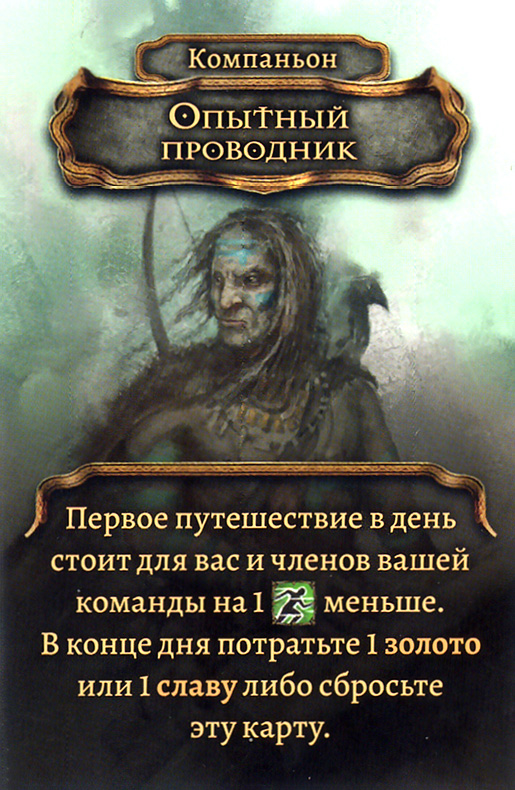 Компаньон
Опытный
проводник
Первое путешествие в день
стоит для вас и членов вашей
команды на 1 меньше.
В конце дня потратьте 1 золото
или 1 славу либо сбросьте
эту карту.